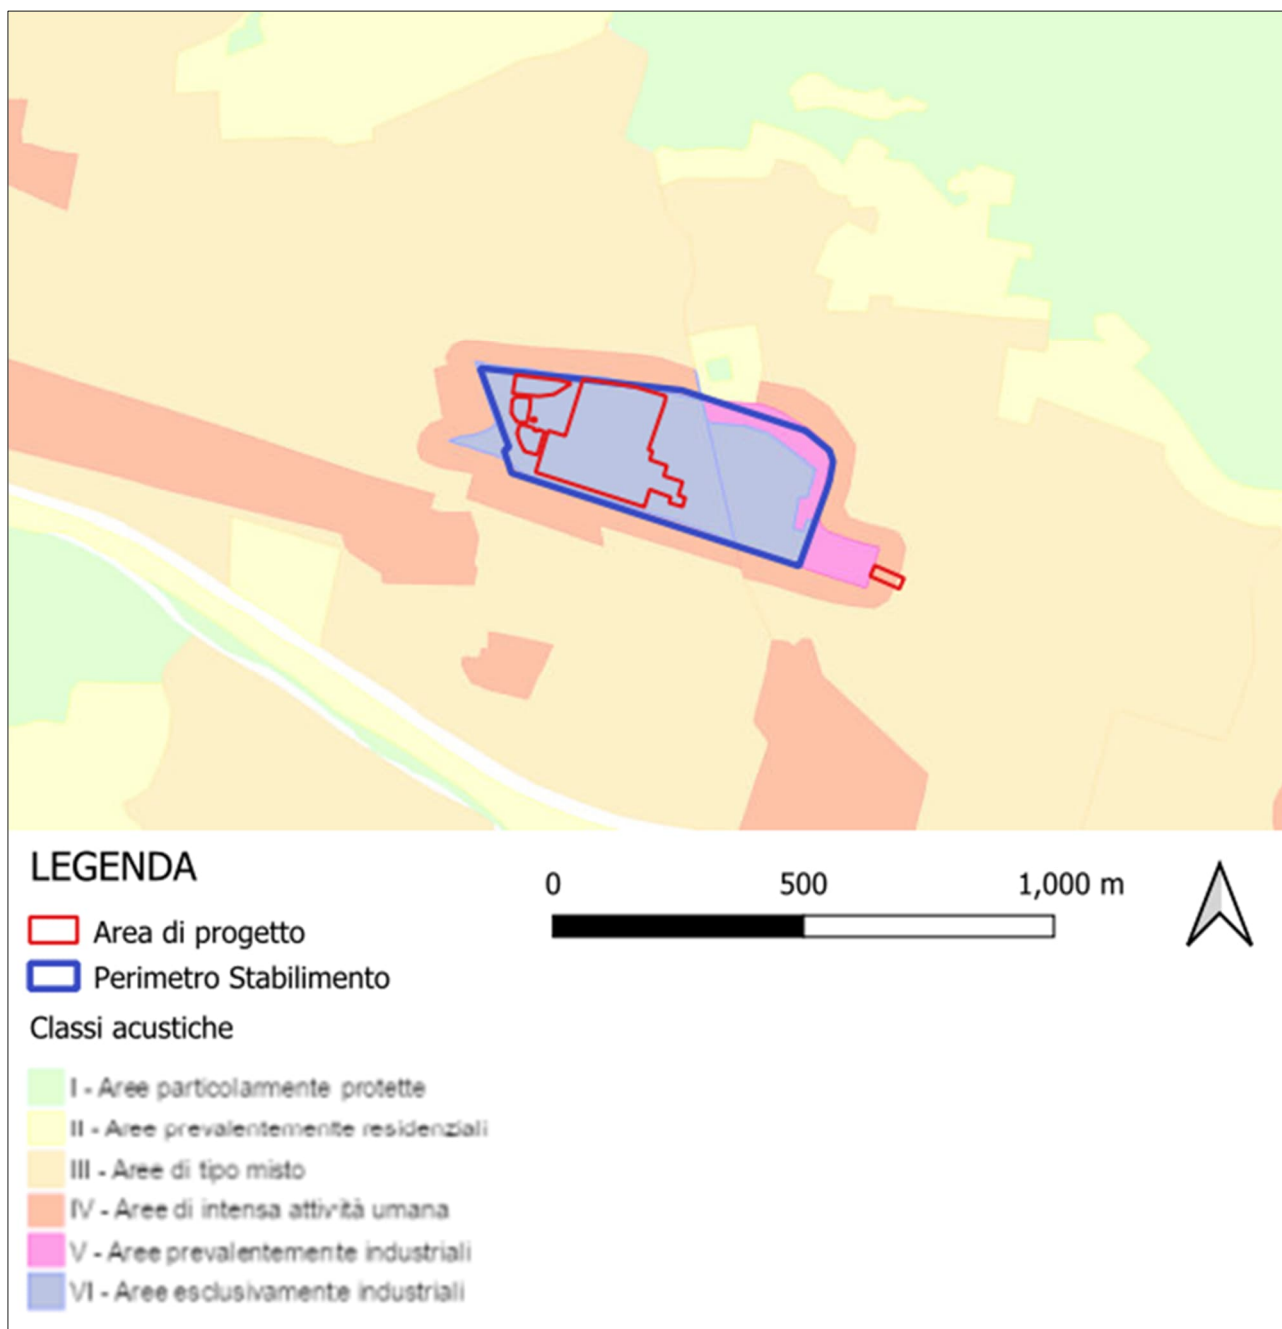 LEGENDA
0 500 1,000 m
Area di progetto
Perimetro Stabilimento
Classi acustiche
I - Aree particolarmente protette
II - Aree prevalentemente residenziali
III - Aree di tipo misto
IV - Aree di intensa attività umana
V - Aree prevalentemente industriali
VI - Aree esclusivamente industriali